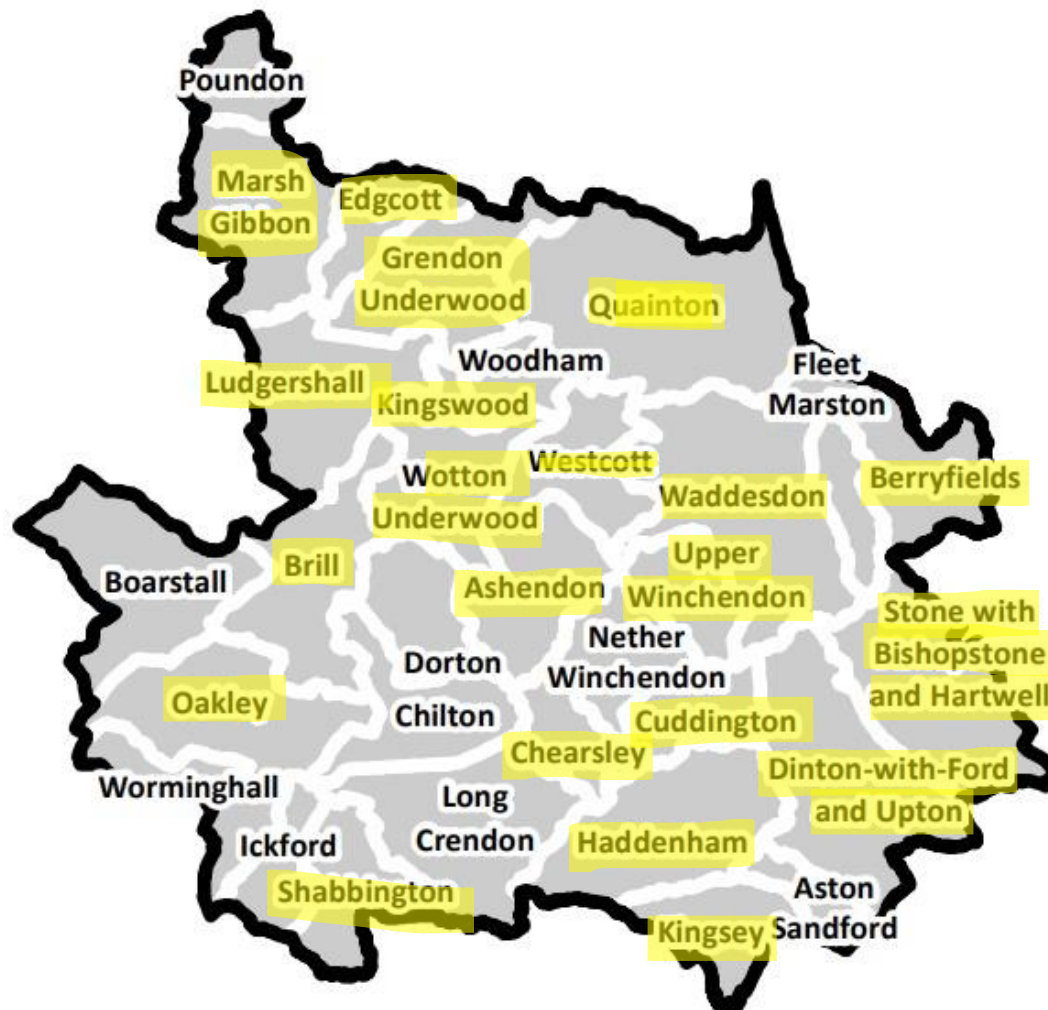 Poundon
Marsh
Gibbon
Edgcott
Grendon
Underwood
Quainton
Woodham
Fleet
Marston
Ludgershall
Kingswood
Wotton
Underwood
Westcott
Waddesdon
Berryfields
Brill
Boarstall
Ashendon
Upper
Winchendon
Stone with
Bishopstone
and Hartwell
Nether
Winchendon
Dorton
Oakley
Chilton
Cuddington
Chearsley
Dinton-with-Ford
and Upton
Worminghall
Long
Crendon
Ickford
Haddenham
Shabbington
Aston
Sandford
Kingsey